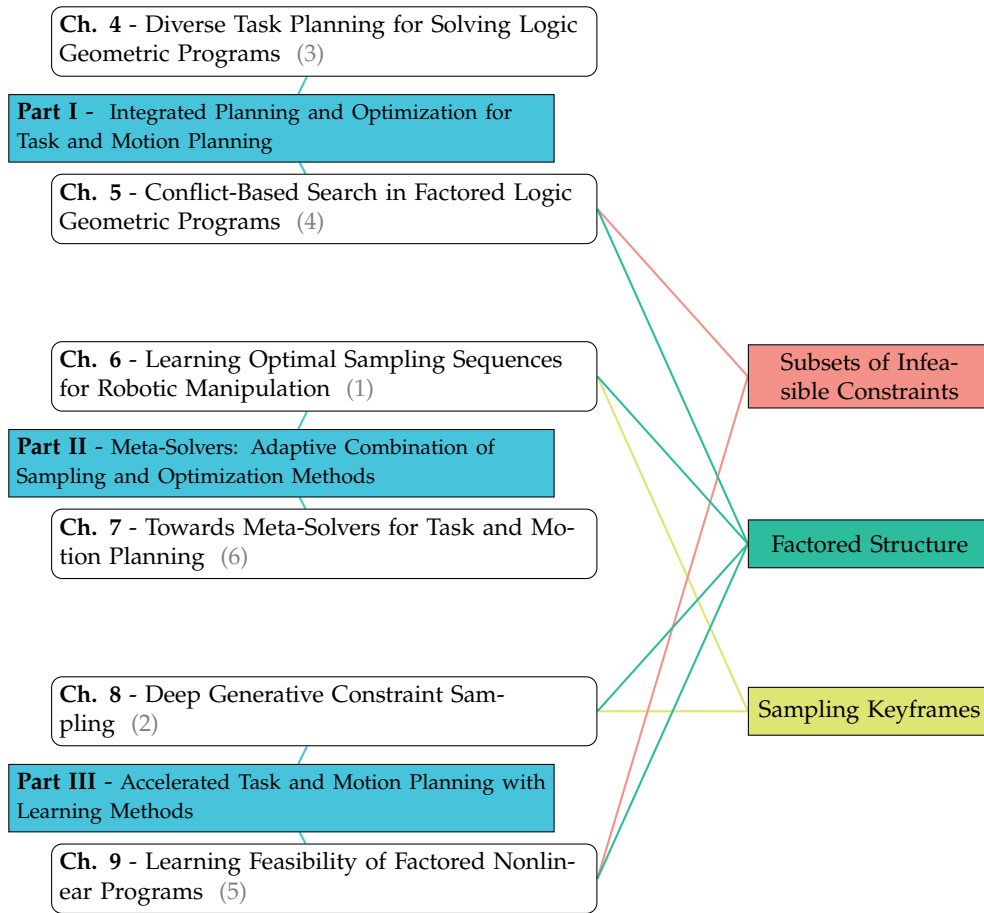 Ch. 4 - Diverse Task Planning for Solving Logic
Geometric Programs (3)
Part I - Integrated Planning and Optimization for
Task and Motion Planning
Ch. 5 - Conflict-Based Search in Factored Logic
Geometric Programs (4)
Ch. 6 - Learning Optimal Sampling Sequences
for Robotic Manipulation (1)
Part II - Meta-Solvers: Adaptive Combination of
Sampling and Optimization Methods
Ch. 7 - Towards Meta-Solvers for Task and Mo-
tion Planning (6)
Ch. 8 - Deep Generative Constraint Sam-
pling (2)
Part III - Accelerated Task and Motion Planning with
Learning Methods
Ch. 9 - Learning Feasibility of Factored Nonlin-
ear Programs (5)
Subsets of Infea-
sible Constraints
Factored Structure
Sampling Keyframes